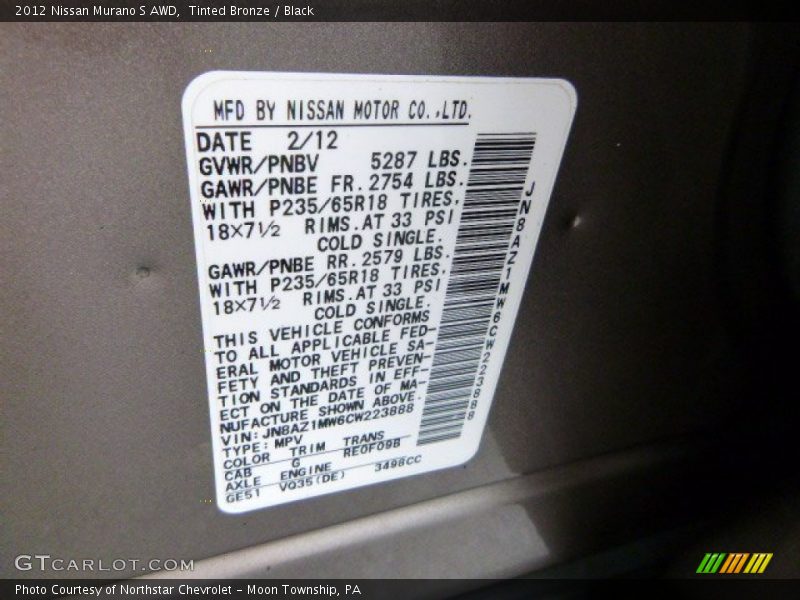 2012 Nissan Murano S AWD, Tinted Bronze / Black
MFD BY NISSAN MOTOR CO.,LTD.
DATE 2/12
GVWR/PNBV 5287 LBS.
GAWR/PNBE FR. 2754 LBS.
WITH P235/65R18 TIRES,
18×7½ RIMS.AT 33 PSI
COLD SINGLE.
GAWR/PNBE RR. 2579 LBS.
WITH P235/65R18 TIRES.
18×7½ RIMS.AT 33 PSI
COLD SINGLE.
THIS VEHICLE CONFORMS
TO ALL APPLICABLE FED-
ERAL MOTOR VEHICLE SA-
FETY AND THEFT PREVEN-
TION STANDARDS IN EFF-
ECT ON THE DATE OF MA-
NUFACTURE SHOWN ABOVE.
VIN:JN8AZ1MW6CW223888
TYPE:MPV
COLOR TRIM TRANS
CAB G RE0F09B
AXLE ENGINE 3498CC
GE51 VQ35(DE)
JN8AZ1MW6CW223888
GTCARLOT.COM
Photo Courtesy of Northstar Chevrolet - Moon Township, PA